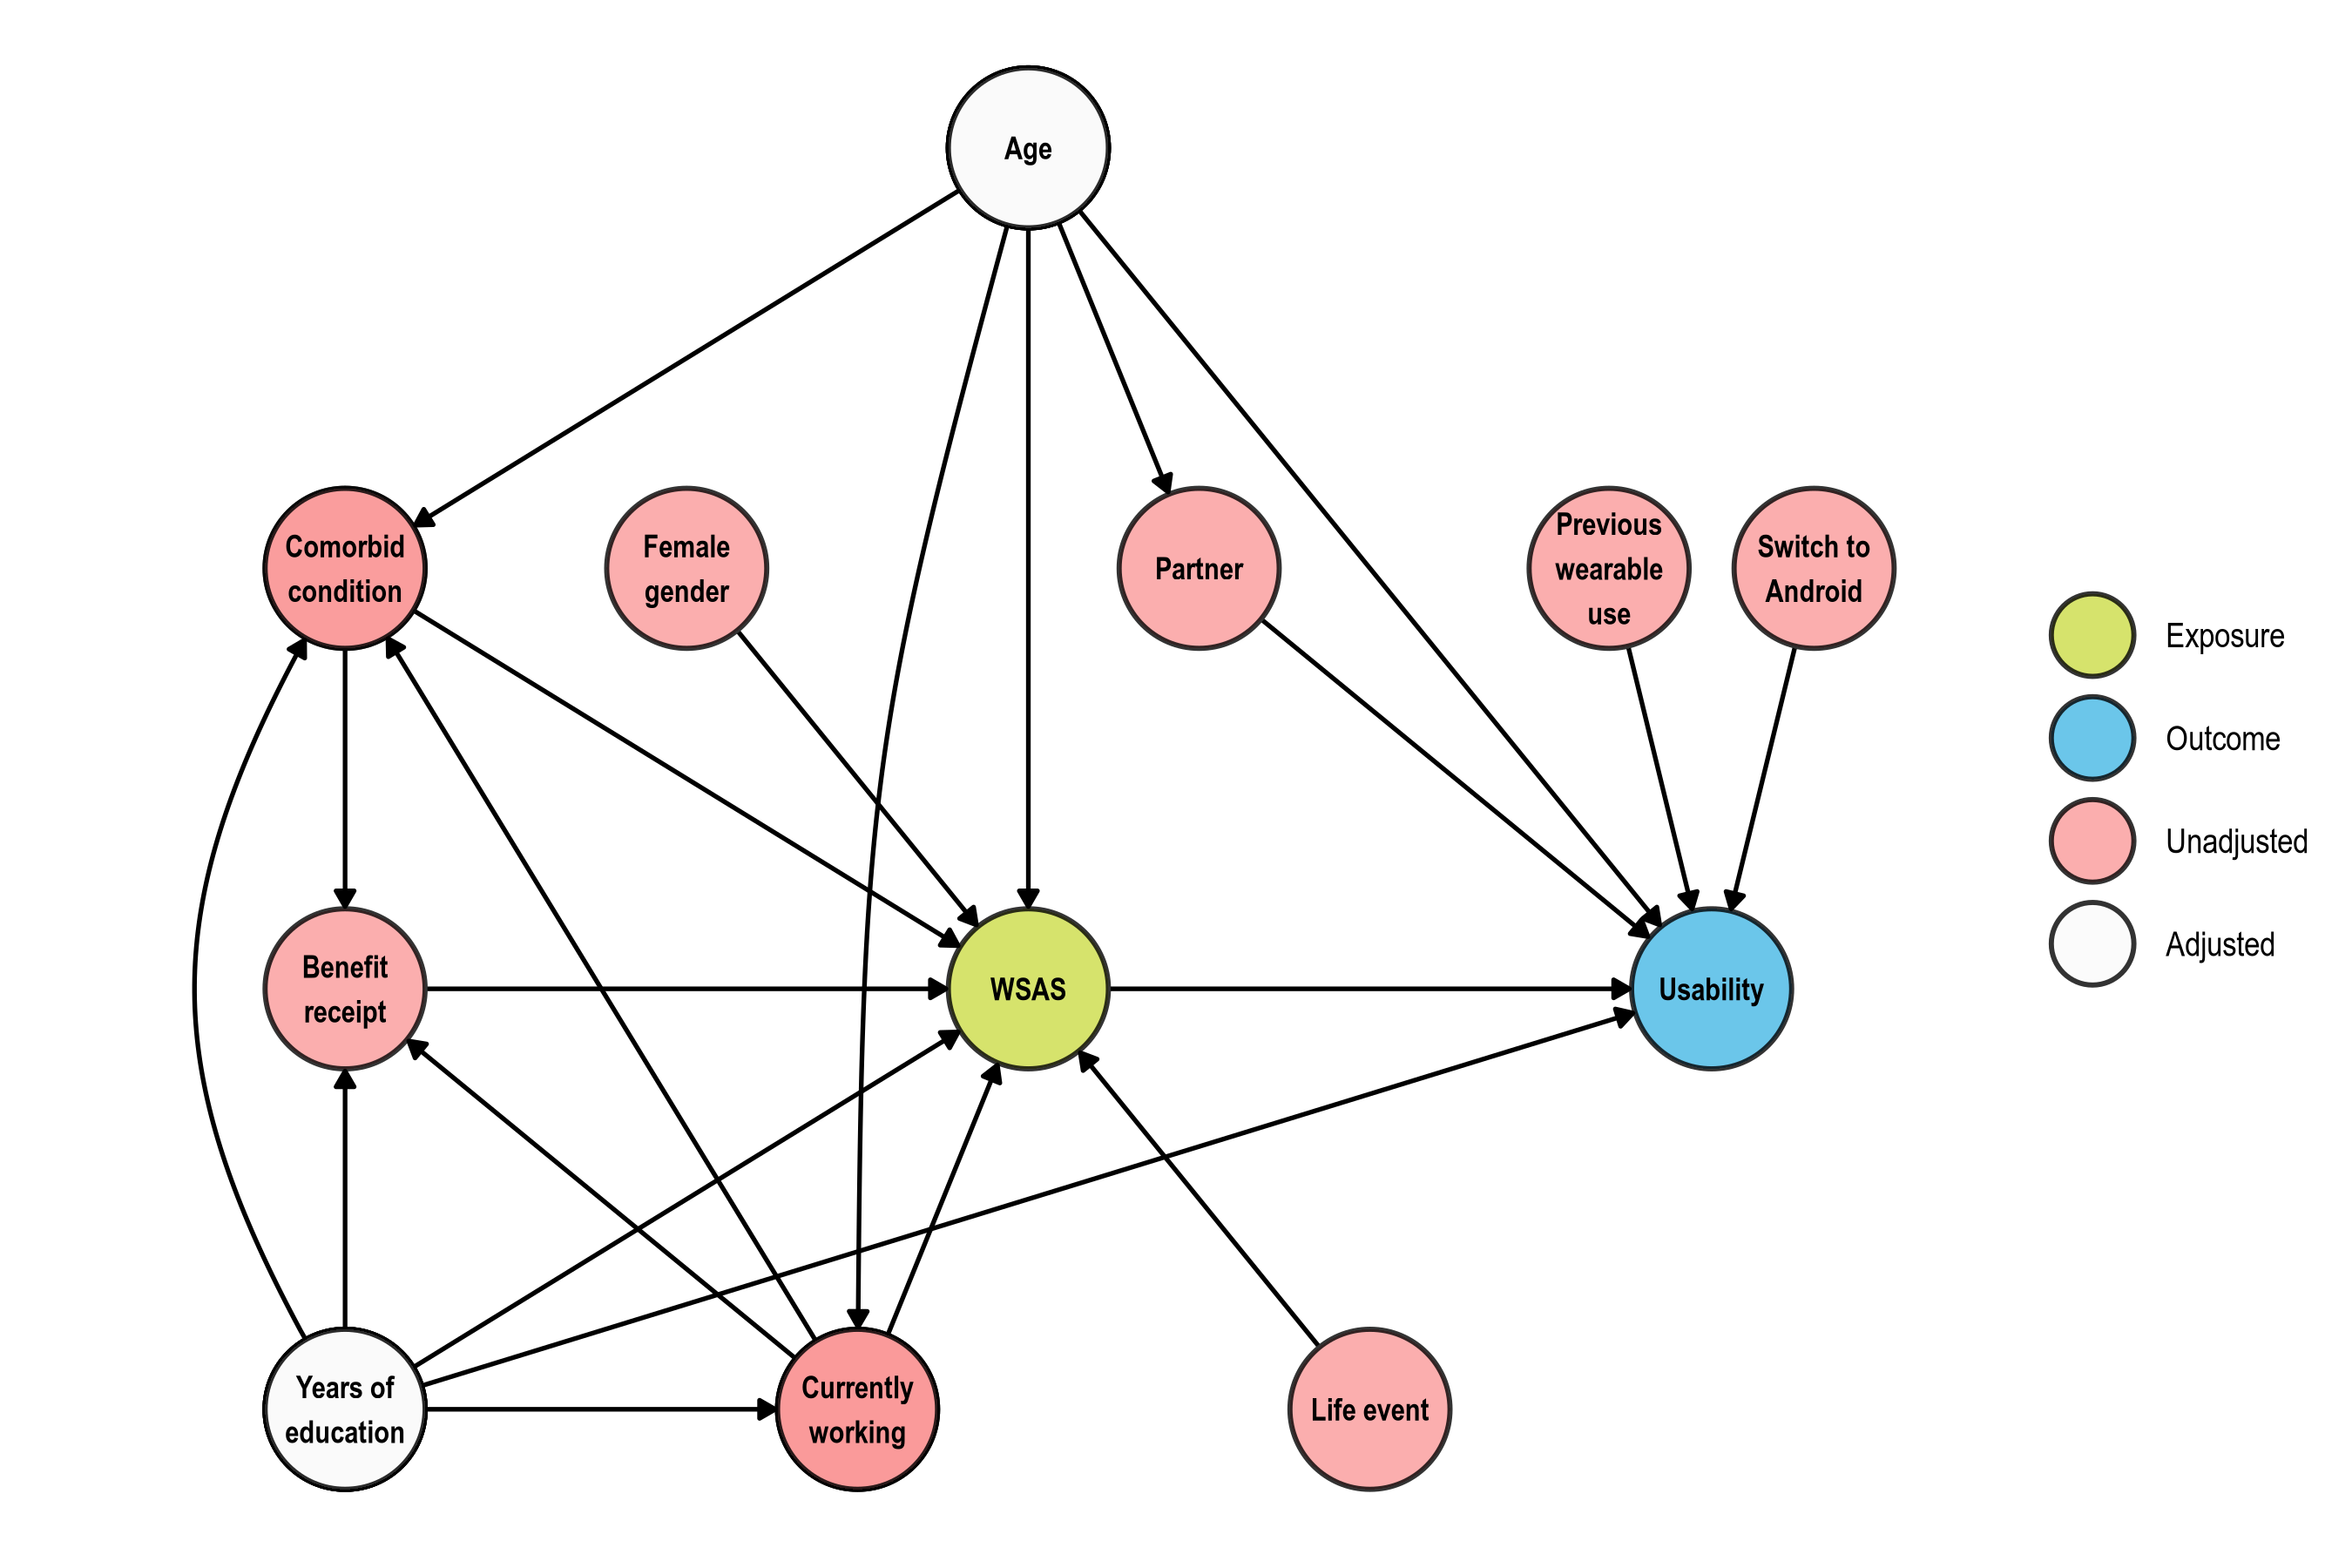 Age
Comorbid
condition
Female
gender
Partner
Previous
wearable
use
Switch to
Android
Exposure
Outcome
Unadjusted
Adjusted
Benefit
receipt
WSAS
Usability
Years of
education
Currently
working
Life event